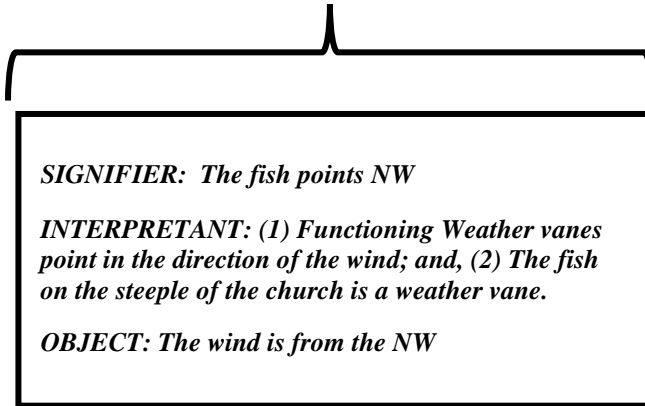 SIGNIFIER: The fish points NW
INTERPRETANT: (1) Functioning Weather vanes
point in the direction of the wind; and, (2) The fish
on the steeple of the church is a weather vane.
OBJECT: The wind is from the NW